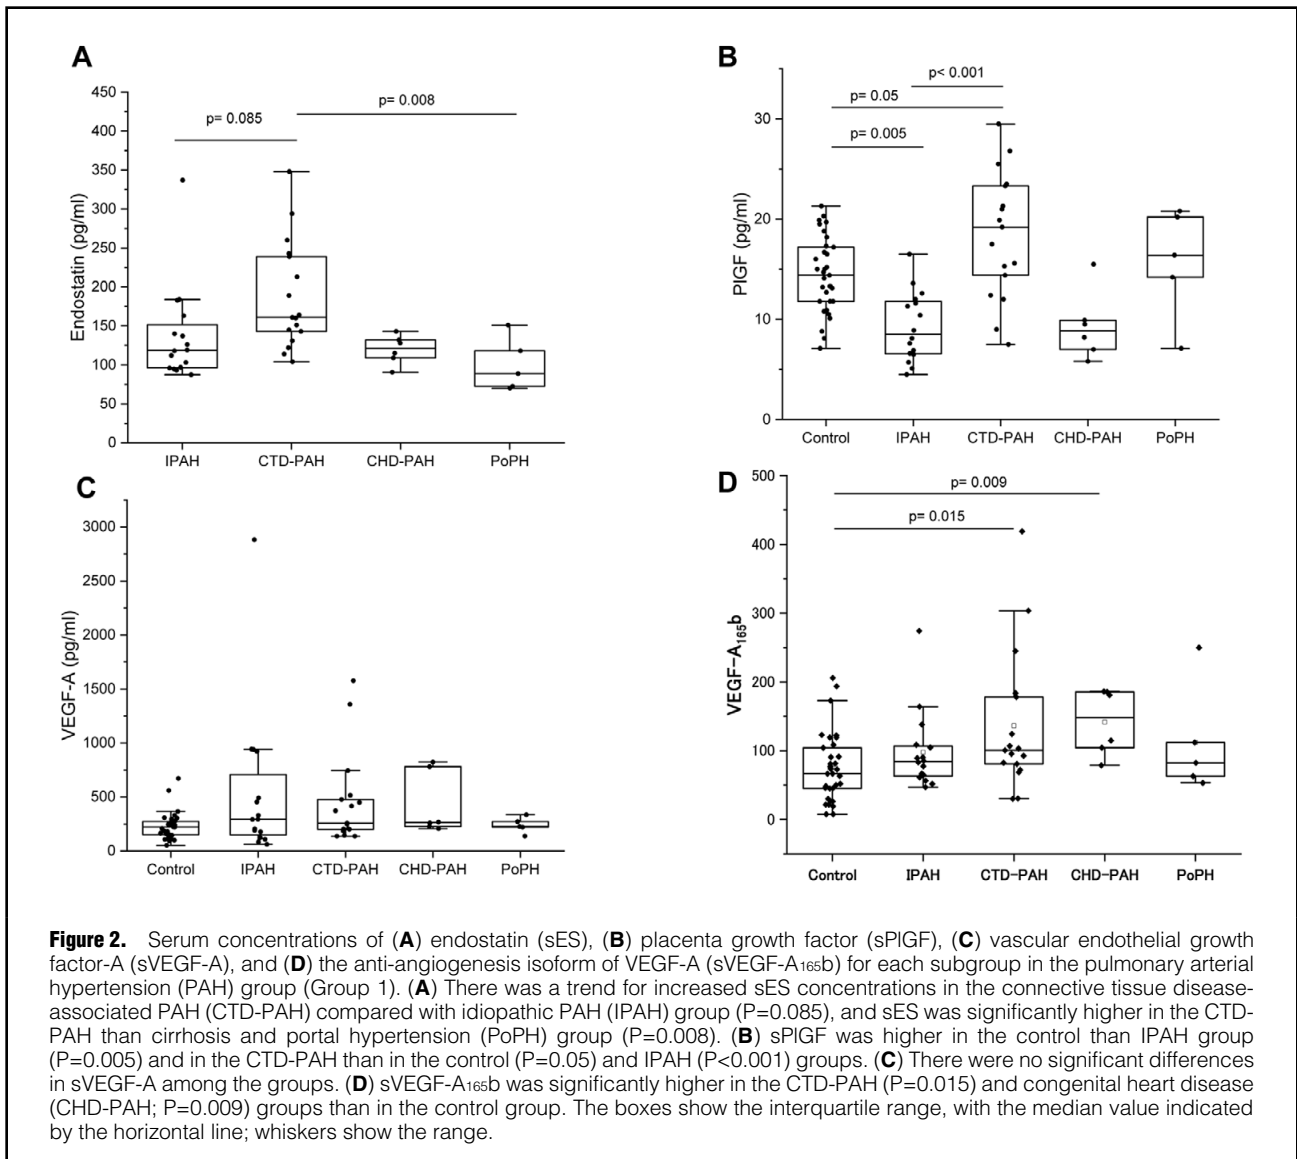 A
450
400
350
300
250
200
150
100
50
0
Endostatin (pg/ml)
p= 0.085
p= 0.008
IPAH CTD-PAH CHD-PAH PoPH
B
30
20
10
0
PlGF (pg/ml)
p< 0.001
p= 0.05
p= 0.005
Control IPAH CTD-PAH CHD-PAH PoPH
C
3000
2500
2000
1500
1000
500
0
VEGF-A (pg/ml)
Control IPAH CTD-PAH CHD-PAH PoPH
D
500
400
300
200
100
0
VEGF-A165b
p= 0.009
p= 0.015
Control IPAH CTD-PAH CHD-PAH PoPH
Figure 2. Serum concentrations of (A) endostatin (sES), (B) placenta growth factor (sPlGF), (C) vascular endothelial growth
factor-A (sVEGF-A), and (D) the anti-angiogenesis isoform of VEGF-A (sVEGF-A165b) for each subgroup in the pulmonary arterial
hypertension (PAH) group (Group 1). (A) There was a trend for increased sES concentrations in the connective tissue disease-
associated PAH (CTD-PAH) compared with idiopathic PAH (IPAH) group (P=0.085), and sES was significantly higher in the CTD-
PAH than cirrhosis and portal hypertension (PoPH) group (P=0.008). (B) sPlGF was higher in the control than IPAH group
(P=0.005) and in the CTD-PAH than in the control (P=0.05) and IPAH (P<0.001) groups. (C) There were no significant differences
in sVEGF-A among the groups. (D) sVEGF-A165b was significantly higher in the CTD-PAH (P=0.015) and congenital heart disease
(CHD-PAH; P=0.009) groups than in the control group. The boxes show the interquartile range, with the median value indicated
by the horizontal line; whiskers show the range.